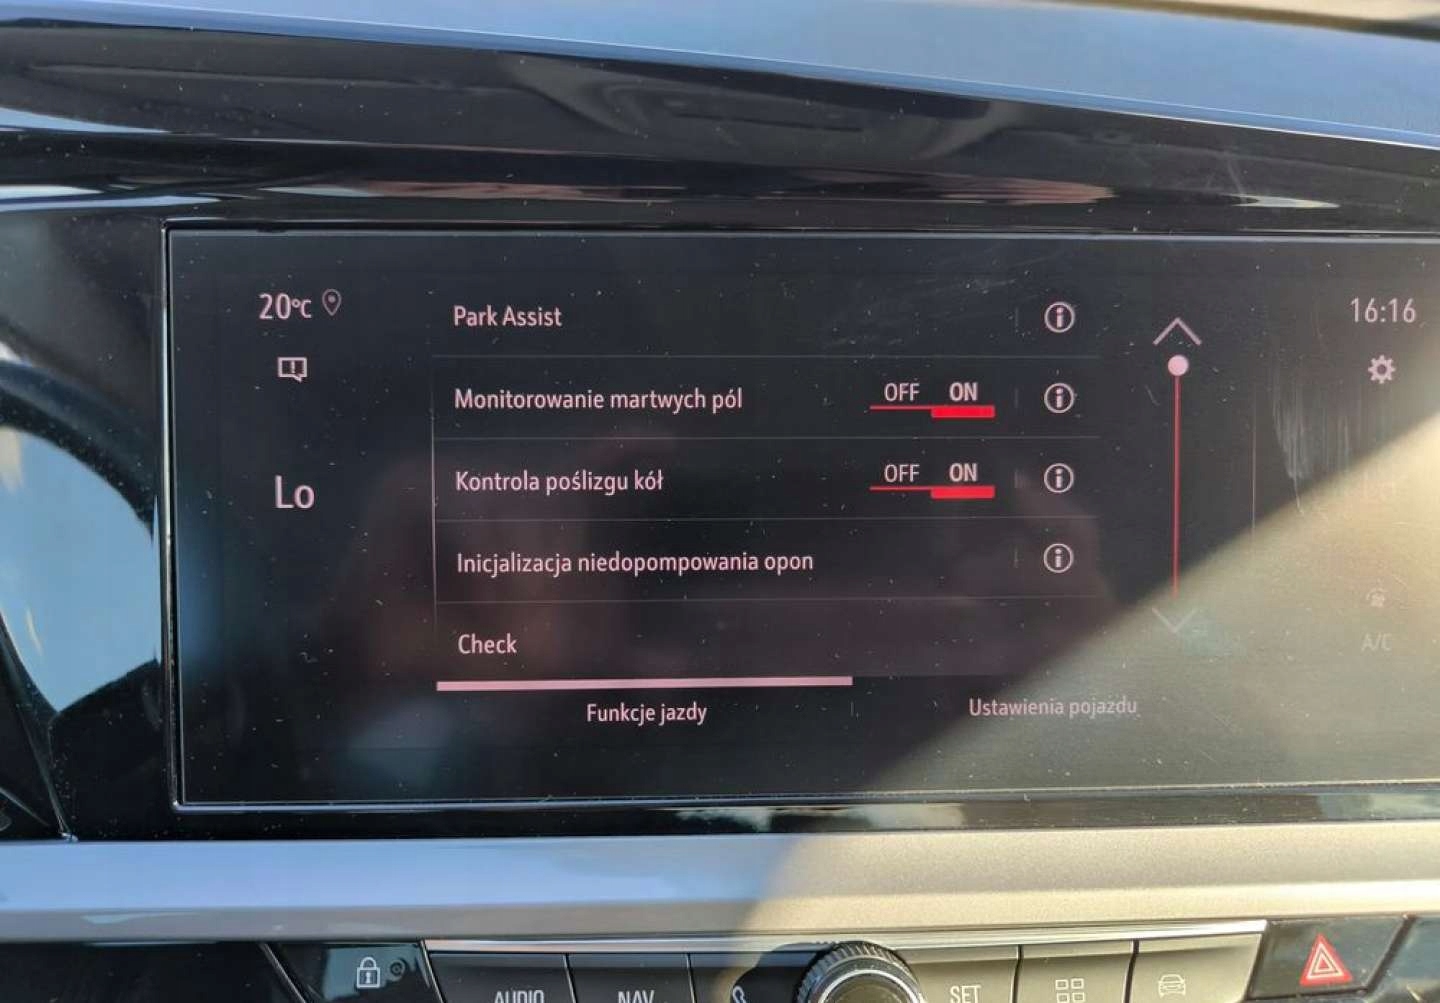 20°C
16:16
Park Assist
Monitorowanie martwych pól OFF ON
Lo
Kontrola poślizgu kół OFF ON
Inicjalizacja niedopompowania opon
A/C
Check
Funkcje jazdy
Ustawienia pojazdu
AUDIO NAV SET